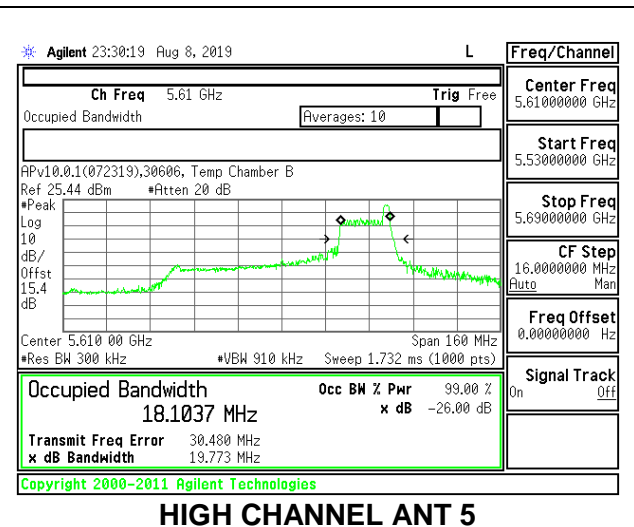 Agilent 23:30:19 Aug 8, 2019 L
Freq/Channel
Ch Freq 5.61 GHz Trig Free
Occupied Bandwidth Averages: 10
APv10.0.1(072319),30606, Temp Chamber B
Ref 25.44 dBm #Atten 20 dB
#Peak
Log
10
dB/
Offst
15.4
dB
Center 5.610 00 GHz Span 160 MHz
#Res BW 300 kHz #VBW 910 kHz Sweep 1.732 ms (1000 pts)
Occupied Bandwidth Occ BW % Pwr 99.00 %
18.1037 MHz x dB -26.00 dB
Transmit Freq Error 30.480 MHz
x dB Bandwidth 19.773 MHz
Copyright 2000-2011 Agilent Technologies
Center Freq
5.61000000 GHz
Start Freq
5.53000000 GHz
Stop Freq
5.69000000 GHz
CF Step
16.0000000 MHz
Auto Man
Freq Offset
0.00000000 Hz
Signal Track
On Off
HIGH CHANNEL ANT 5